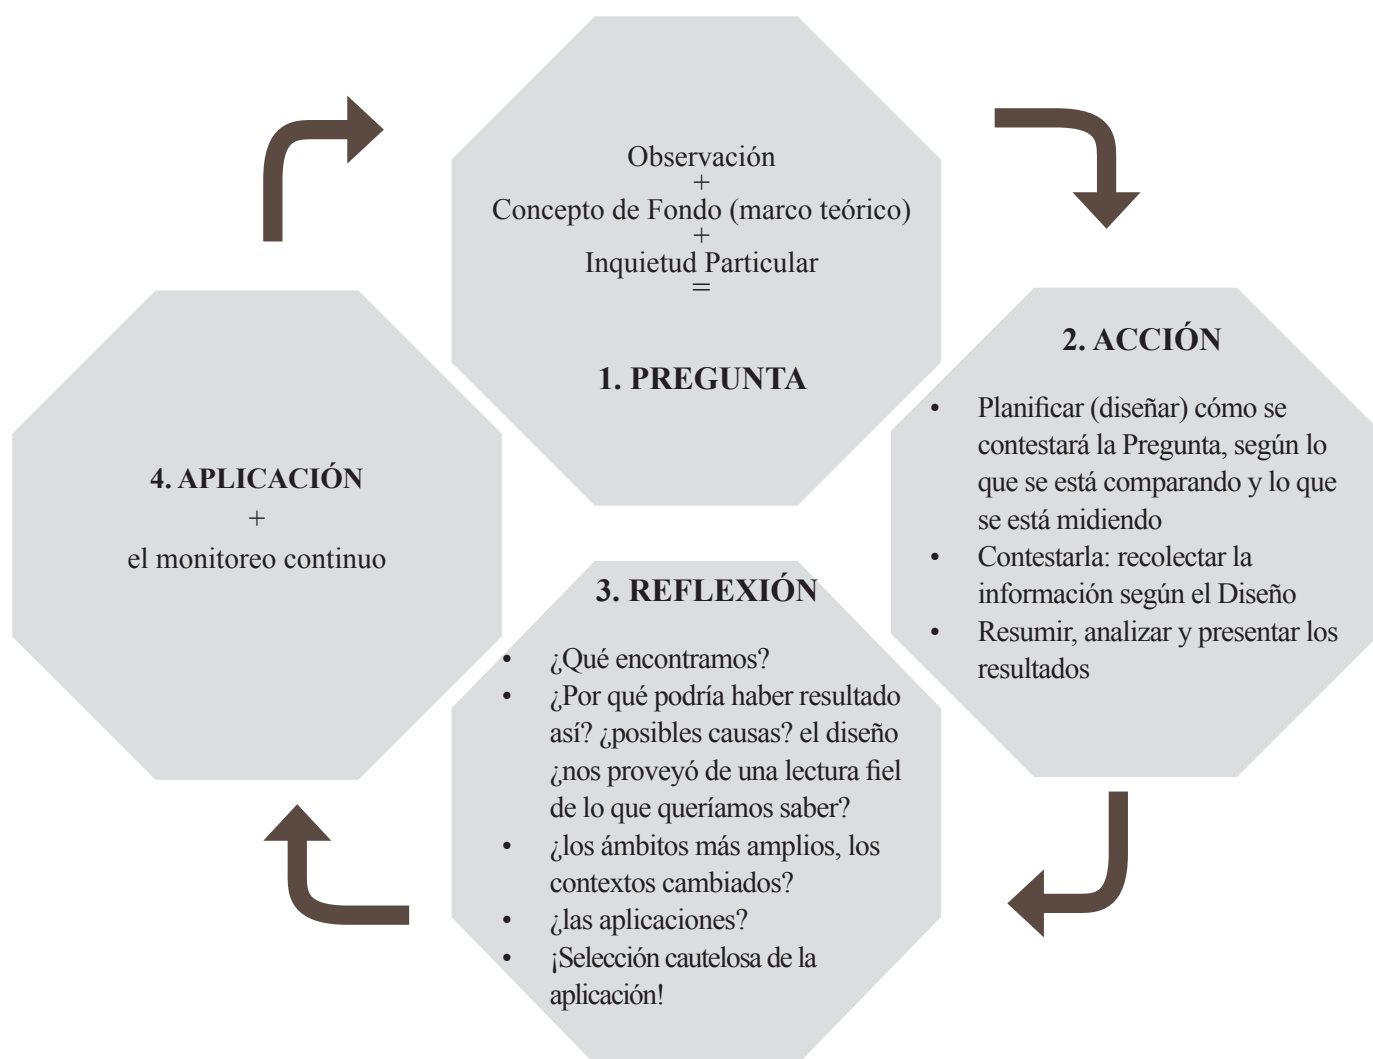 Observación
+
Concepto de Fondo (marco teórico)
+
Inquietud Particular
=
1. PREGUNTA
2. ACCIÓN
• Planificar (diseñar) cómo se
contestará la Pregunta, según lo
que se está comparando y lo que
se está midiendo
• Contestarla: recolectar la
información según el Diseño
• Resumir, analizar y presentar los
resultados
3. REFLEXIÓN
• ¿Qué encontramos?
• ¿Por qué podría haber resultado
así? ¿posibles causas? el diseño
¿nos proveyó de una lectura fiel
de lo que queríamos saber?
• ¿los ámbitos más amplios, los
contextos cambiados?
• ¿las aplicaciones?
• ¡Selección cautelosa de la
aplicación!
4. APLICACIÓN
+
el monitoreo continuo